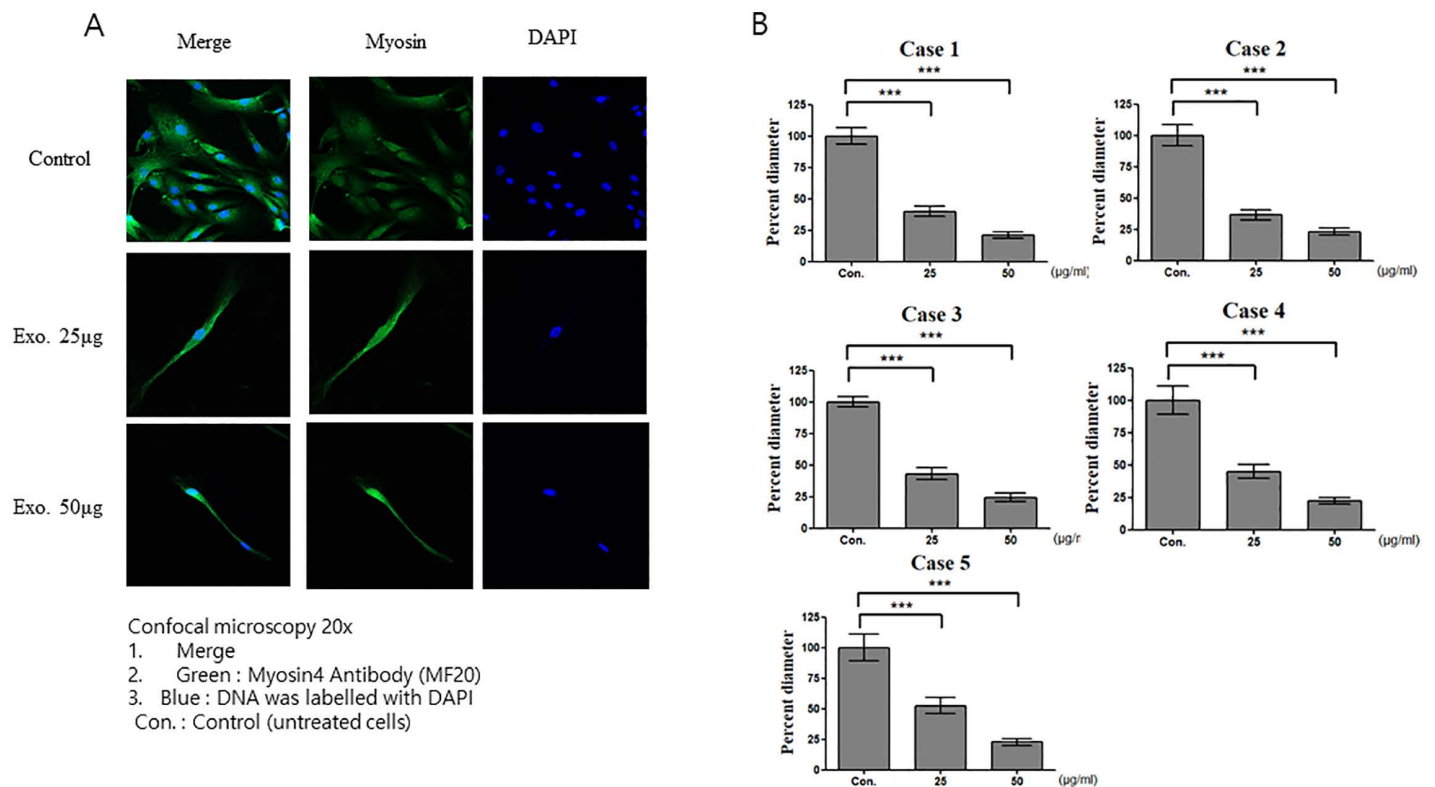 A
Merge
Myosin
DAPI
Control
Exo. 25µg
Exo. 50µg
Confocal microscopy 20x
1. Merge
2. Green : Myosin4 Antibody (MF20)
3. Blue : DNA was labelled with DAPI
Con. : Control (untreated cells)
B
Case 1
***
***
Percent diameter
125
100
75
50
25
0
Con.
25
50
(µg/ml)
Case 2
***
***
Percent diameter
125
100
75
50
25
0
Con.
25
50
(µg/ml)
Case 3
***
***
Percent diameter
125
100
75
50
25
0
Con.
25
50
(µg/r
Case 4
***
***
Percent diameter
125
100
75
50
25
0
Con.
25
50
(µg/ml)
Case 5
***
***
Percent diameter
125
100
75
50
25
0
Con.
25
50
(µg/ml)